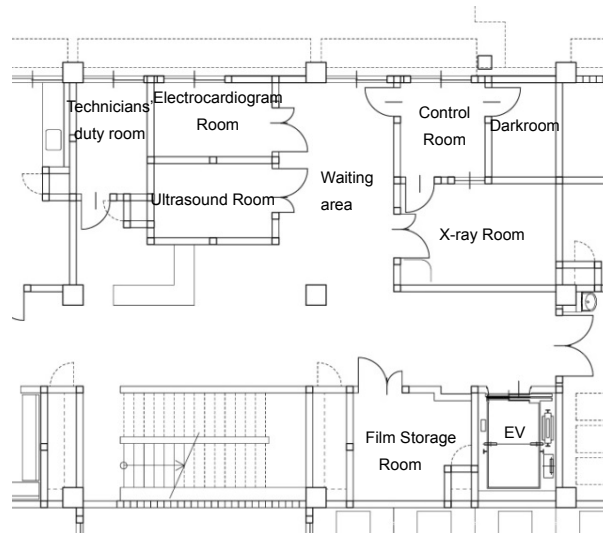 Technicians'
duty room
Electrocardiogram
Room
Control
Room
Darkroom
Ultrasound Room
Waiting
area
X-ray Room
Film Storage
Room
EV